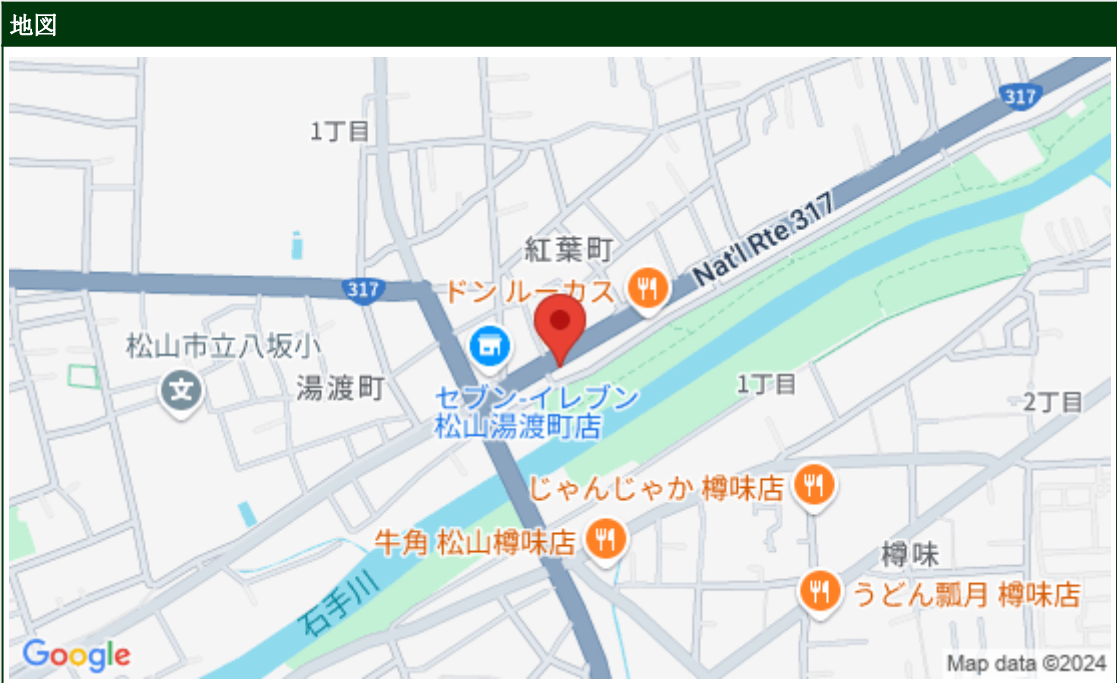 地図
317
1丁目
Nat'l Rte 317
紅葉町
ドン ルーカス
317
松山市立八坂小
文
湯渡町
セブン-イレブン
松山湯渡町店
1丁目
2丁目
じゃんじゃか 樽味店
牛角 松山樽味店
樽味
うどん瓢月 樽味店
石手川
Google
Map data ©2024